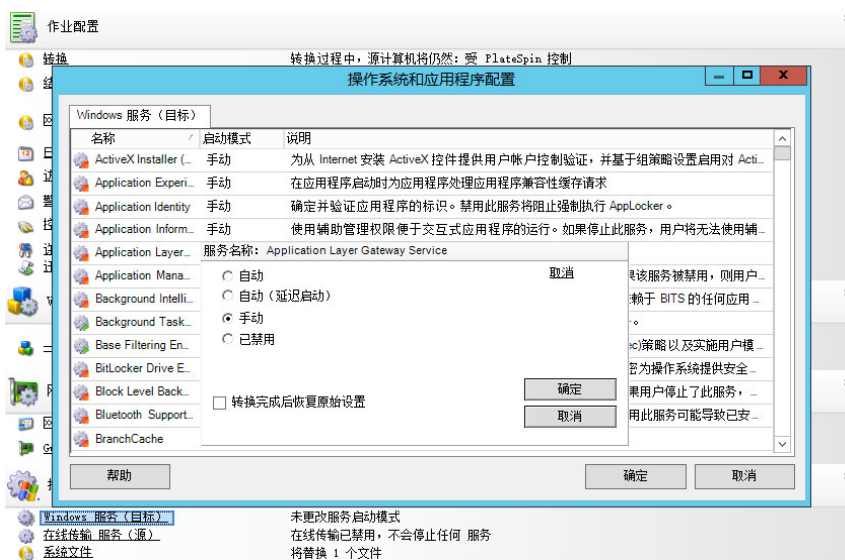 作业配置
转换 转换过程中，源计算机将仍然: 受 PlateSpin 控制
操作系统和应用程序配置
Windows 服务（目标）
名称 启动模式 说明
ActiveX Installer (... 手动 为从 Internet 安装 ActiveX 控件提供用户帐户控制验证，并基于组策略设置启用对 Acti...
Application Experi... 手动 在应用程序启动时为应用程序处理应用程序兼容性缓存请求
Application Identity 手动 确定并验证应用程序的标识。禁用此服务将阻止强制执行 AppLocker。
Application Inform... 手动 使用辅助管理权限便于交互式应用程序的运行。如果停止此服务，用户将无法使用辅...
Application Layer... 服务名称: Application Layer Gateway Service
自动 取消
Application Mana... 该服务被禁用，则用户...
自动（延迟启动）
Background Intelli... 赖于 BITS 的任何应用...
手动
Background Task... 。
已禁用
Base Filtering En... ec)策略以及实施用户模...
BitLocker Drive E... 为操作系统提供安全...
Block Level Back... 确定 果用户停止了此服务，...
转换完成后恢复原始设置
Bluetooth Support... 取消 用此服务可能导致已安...
BranchCache
帮助 确定 取消
Windows 服务（目标） 未更改服务启动模式
在线传输 服务（源） 在线传输已禁用，不会停止任何 服务
系统文件 将替换 1 个文件